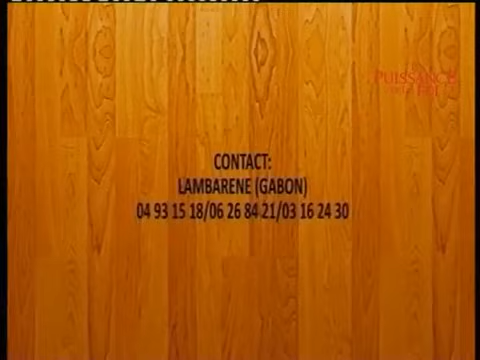 PUISSANCE
FOI
CONTACT:
LAMBARENE (GABON)
04 93 15 18/06 26 84 21/03 16 24 30